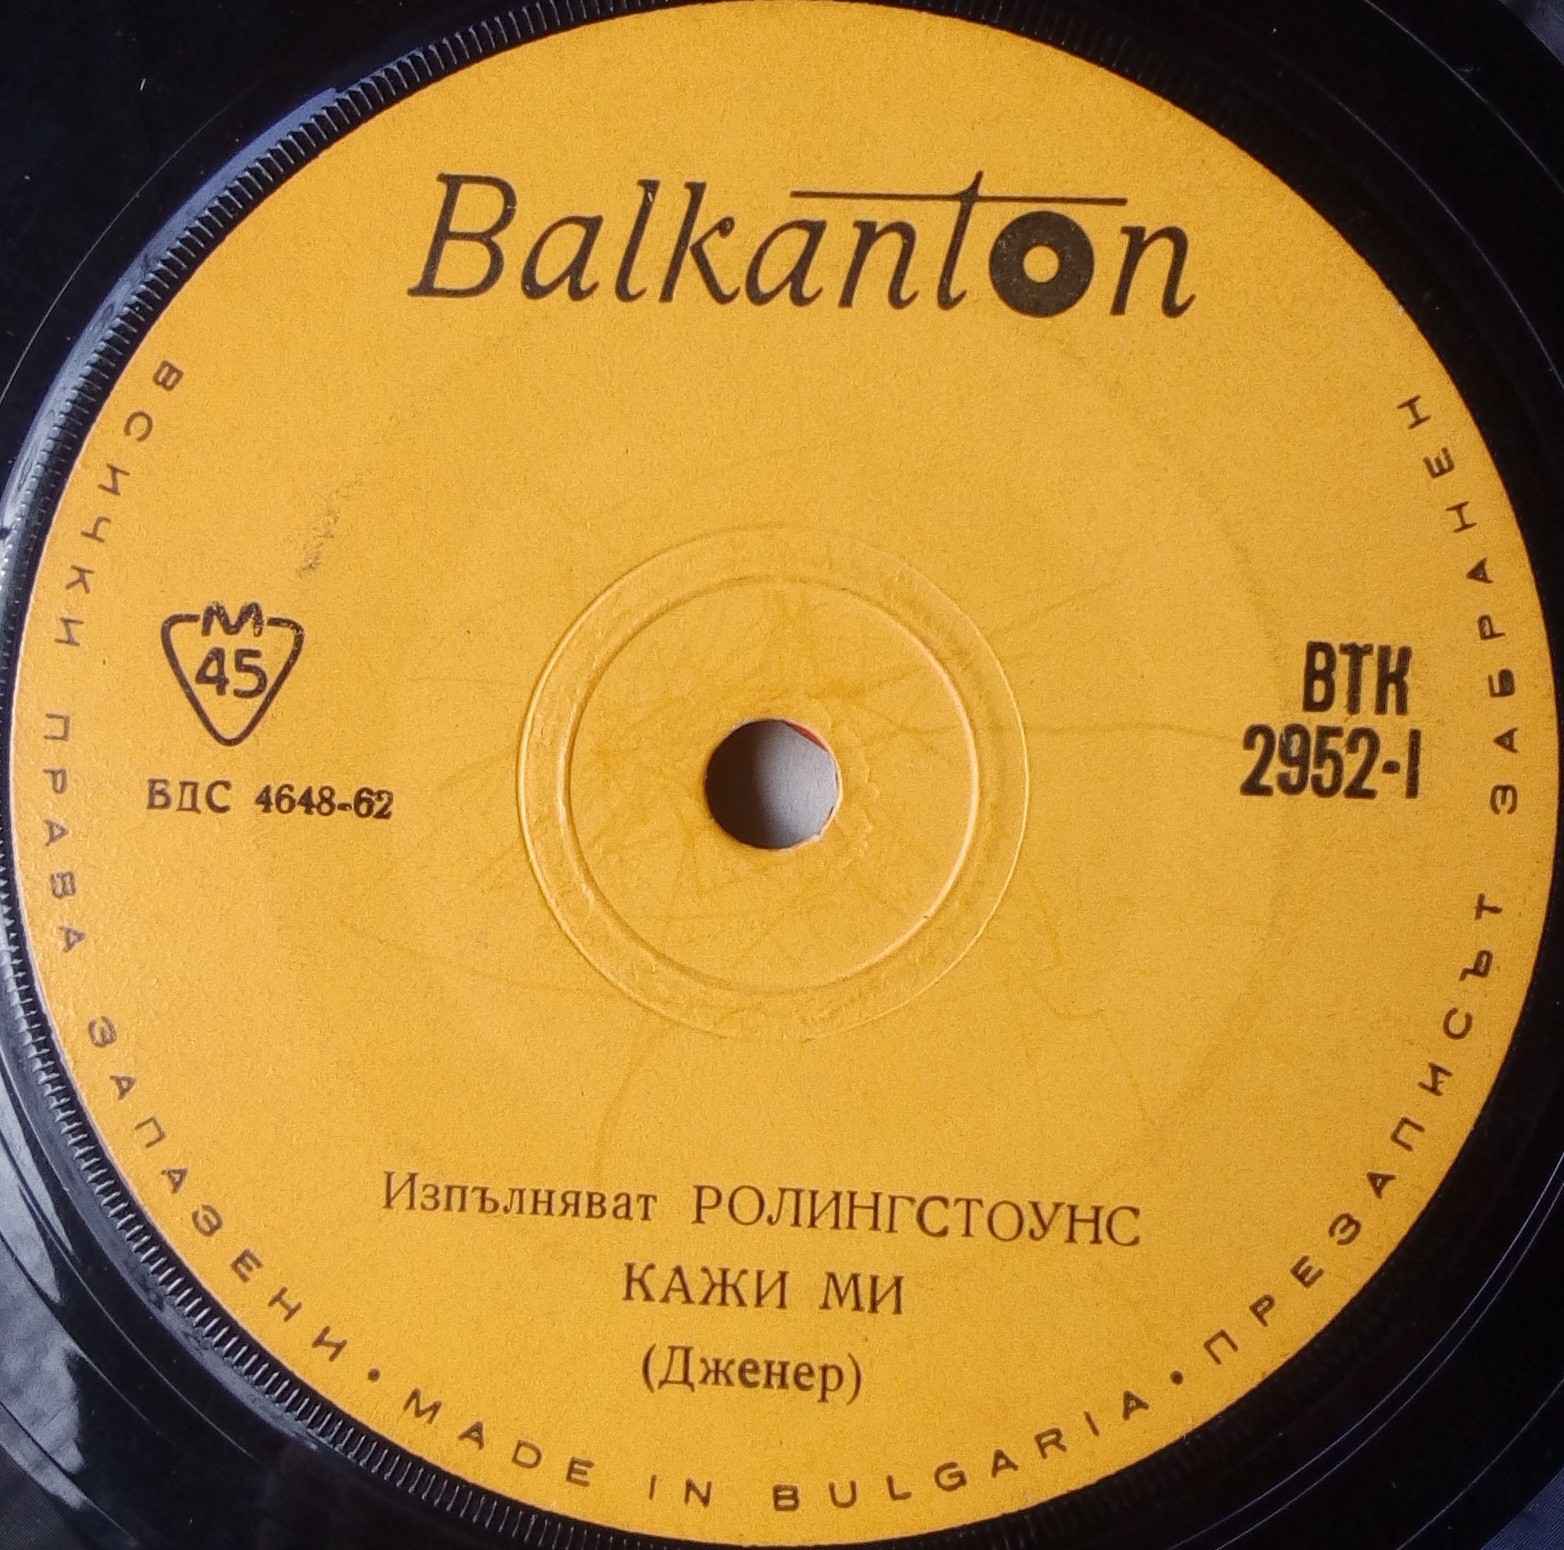 Balkanton
М
45
БДС 4648-62
ВТК
2952-1
Изпълняват РОЛИНГСТОУНС
КАЖИ МИ
(Дженер)
ВСИЧКИ ПРАВА ЗАПАЗЕНИ • MADE IN BULGARIA • ПРЕЗАПИСЪТ ЗАБРАНЕН